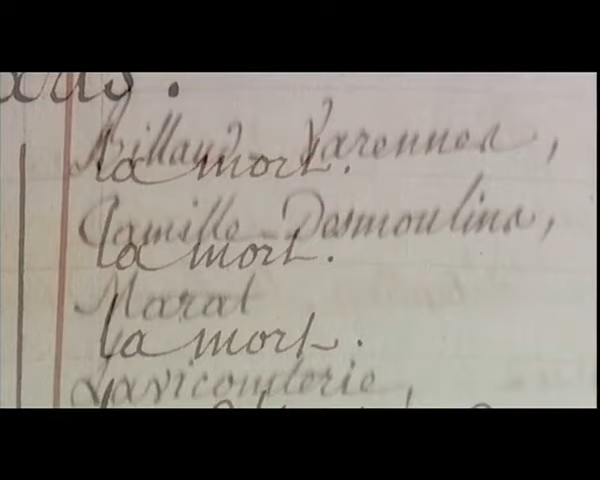 Billaud Varennes,
la mort.
Camille Desmoulins,
la mort.
Marat
la mort.
Lavicomterie,